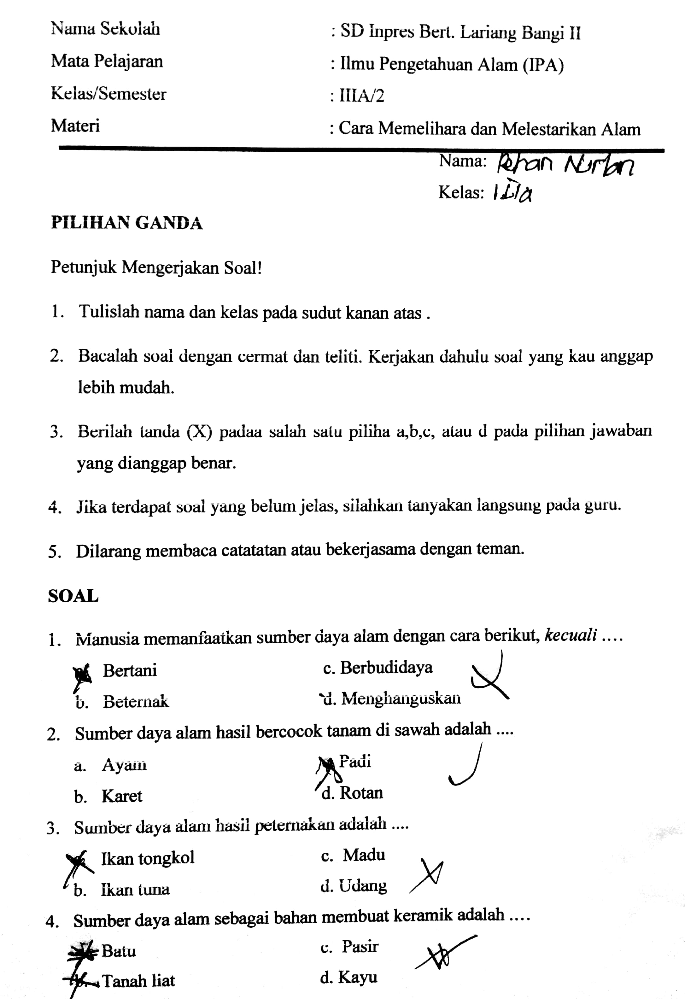 Nama Sekolah : SD Inpres Bert. Lariang Bangi II
Mata Pelajaran : Ilmu Pengetahuan Alam (IPA)
Kelas/Semester : IIIA/2
Materi : Cara Memelihara dan Melestarikan Alam
Nama: Rehan
Kelas: IIIa
PILIHAN GANDA
Petunjuk Mengerjakan Soal!
1. Tulislah nama dan kelas pada sudut kanan atas .
2. Bacalah soal dengan cermat dan teliti. Kerjakan dahulu soal yang kau anggap
lebih mudah.
3. Berilah tanda (X) padaa salah satu piliha a,b,c, atau d pada pilihan jawaban
yang dianggap benar.
4. Jika terdapat soal yang belum jelas, silahkan tanyakan langsung pada guru.
5. Dilarang membaca catatatan atau bekerjasama dengan teman.
SOAL
1. Manusia memanfaatkan sumber daya alam dengan cara berikut, kecuali ....
Bertani c. Berbudidaya
b. Beternak d. Menghanguskan
2. Sumber daya alam hasil bercocok tanam di sawah adalah ....
a. Ayam Padi
b. Karet d. Rotan
3. Sumber daya alam hasil peternakan adalah ....
Ikan tongkol c. Madu
b. Ikan tuna d. Udang
4. Sumber daya alam sebagai bahan membuat keramik adalah ....
Batu c. Pasir
Tanah liat d. Kayu